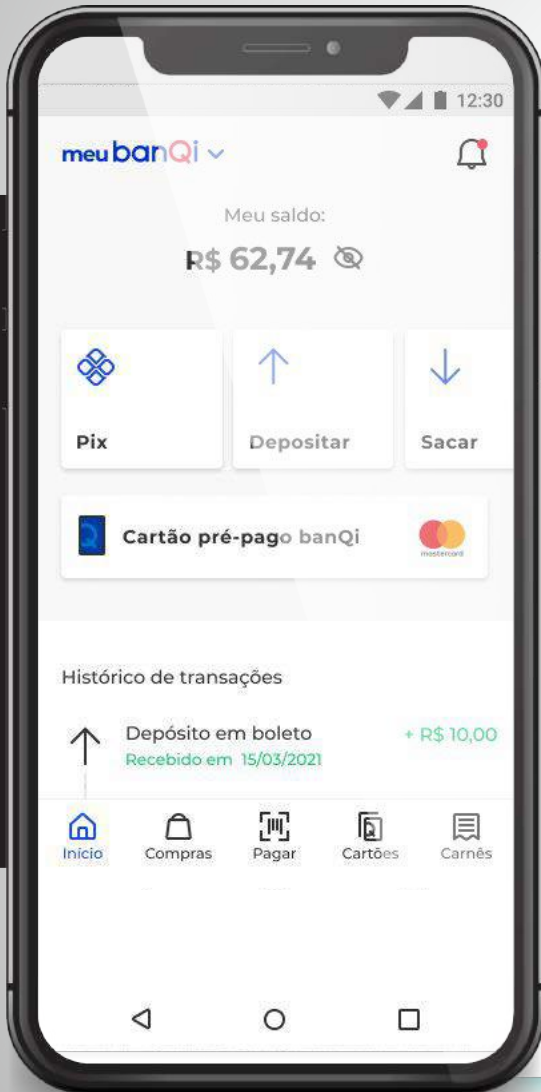 12:30
meu banQi
Meu saldo:
R$ 62,74
Pix
Depositar
Sacar
Cartão pré-pago banQi
mastercard
Histórico de transações
Depósito em boleto + R$ 10,00
Recebido em 15/03/2021
Início Compras Pagar Cartões Carnês